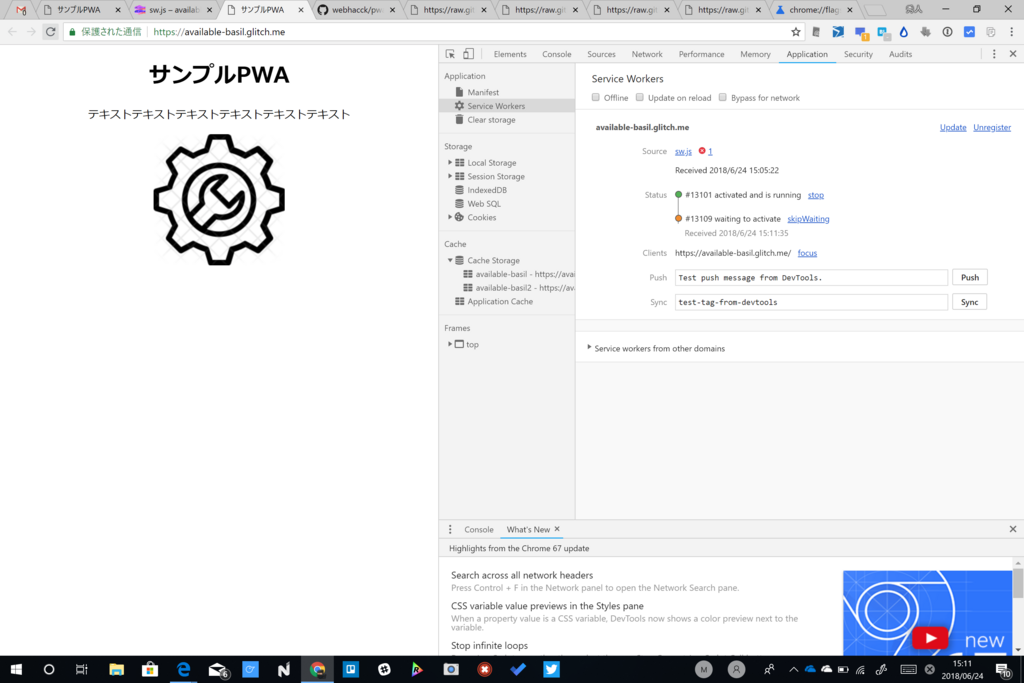 サンプルPWA
sw.js – availab
サンプルPWA
webhacck/pw
https://raw.gi
https://raw.gi
https://raw.gi
https://raw.gi
chrome://flag
保護された通信 | https://available-basil.glitch.me
サンプルPWA
テキストテキストテキストテキストテキストテキスト
Elements Console Sources Network Performance Memory Application Security Audits
Application
Manifest
Service Workers
Clear storage
Storage
Local Storage
Session Storage
IndexedDB
Web SQL
Cookies
Cache
Cache Storage
available-basil - https://avai
available-basil2 - https://av
Application Cache
Frames
top
Service Workers
Offline Update on reload Bypass for network
available-basil.glitch.me Update Unregister
Source sw.js 1
Received 2018/6/24 15:05:22
Status #13101 activated and is running stop
#13109 waiting to activate skipWaiting
Received 2018/6/24 15:11:35
Clients https://available-basil.glitch.me/ focus
Push Test push message from DevTools. Push
Sync test-tag-from-devtools Sync
Service workers from other domains
Console What's New
Highlights from the Chrome 67 update
Search across all network headers
Press Control + F in the Network panel to open the Network Search pane.
CSS variable value previews in the Styles pane
When a property value is a CSS variable, DevTools now shows a color preview next to the
variable.
Stop infinite loops
new
6
M
15:11
2018/06/24
10